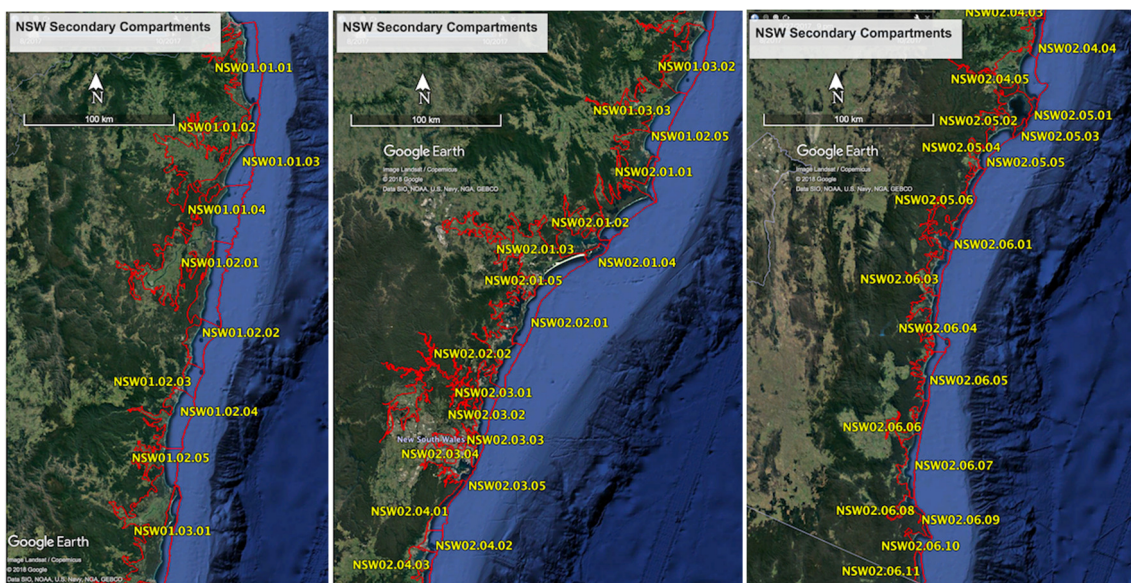 NSW Secondary Compartments
N
100 km
NSW01.01.01
NSW01.01.02
NSW01.01.03
NSW01.01.04
NSW01.02.01
NSW01.02.02
NSW01.02.03
NSW01.02.04
NSW01.02.05
NSW01.03.01
Google Earth
Image Landsat / Copernicus
© 2018 Google
Data SIO, NOAA, U.S. Navy, NGA, GEBCO
NSW Secondary Compartments
N
100 km
NSW01.03.02
NSW01.03.03
NSW01.02.05
Google Earth
Image Landsat / Copernicus
© 2018 Google
Data SIO, NOAA, U.S. Navy, NGA, GEBCO
NSW02.01.01
NSW02.01.02
NSW02.01.03
NSW02.01.04
NSW02.01.05
NSW02.02.01
NSW02.02.02
NSW02.03.01
NSW02.03.02
New South Wales
NSW02.03.03
NSW02.03.04
NSW02.03.05
NSW02.04.01
NSW02.04.02
NSW02.04.03
NSW Secondary Compartments
N
100 km
NSW02.04.03
NSW02.04.04
NSW02.04.05
NSW02.05.01
NSW02.05.02
NSW02.05.03
Google Earth
Image Landsat / Copernicus
© 2018 Google
Data SIO, NOAA, U.S. Navy, NGA, GEBCO
NSW02.05.04
NSW02.05.05
NSW02.05.06
NSW02.06.01
NSW02.06.03
NSW02.06.04
NSW02.06.05
NSW02.06.06
NSW02.06.07
NSW02.06.08
NSW02.06.09
NSW02.06.10
NSW02.06.11